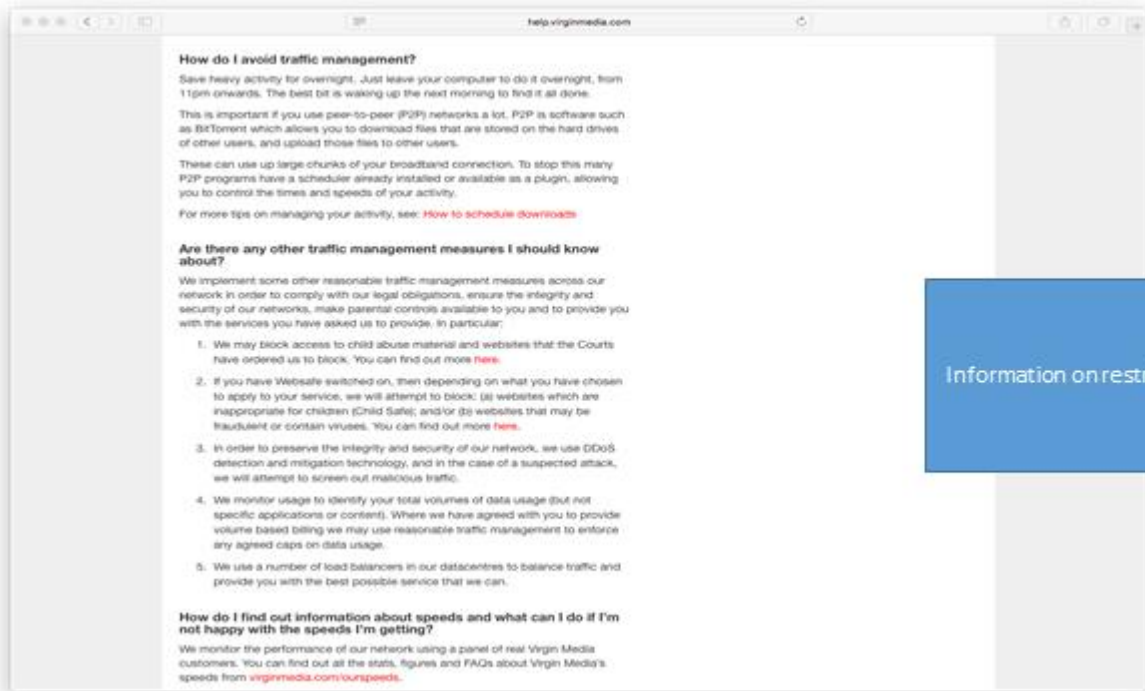 help.virginmedia.com
How do I avoid traffic management?
Save heavy activity for overnight. Just leave your computer to do it overnight, from
11pm onwards. The best bit is waking up the next morning to find it all done.
This is important if you use peer-to-peer (P2P) networks a lot. P2P is software such
as BitTorrent which allows you to download files that are stored on the hard drives
of other users, and upload those files to other users.
These can use up large chunks of your broadband connection. To stop this many
P2P programs have a scheduler already installed or available as a plugin, allowing
you to control the times and speeds of your activity.
For more tips on managing your activity, see: How to schedule downloads
Are there any other traffic management measures I should know
about?
We implement some other reasonable traffic management measures across our
network in order to comply with our legal obligations, ensure the integrity and
security of our networks, make parental controls available to you and to provide you
with the services you have asked us to provide. In particular:
1. We may block access to child abuse material and websites that the Courts
have ordered us to block. You can find out more here.
2. If you have Websafe switched on, then depending on what you have chosen
to apply to your service, we will attempt to block: (a) websites which are
inappropriate for children (Child Safe); and/or (b) websites that may be
fraudulent or contain viruses. You can find out more here.
3. In order to preserve the integrity and security of our network, we use DDoS
detection and mitigation technology, and in the case of a suspected attack,
we will attempt to screen out malicious traffic.
4. We monitor usage to identify your total volumes of data usage (but not
specific applications or content). Where we have agreed with you to provide
volume based billing we may use reasonable traffic management to enforce
any agreed caps on data usage.
5. We use a number of load balancers in our datacentres to balance traffic and
provide you with the best possible service that we can.
How do I find out information about speeds and what can I do if I'm
not happy with the speeds I'm getting?
We monitor the performance of our network using a panel of real Virgin Media
customers. You can find out all the stats, figures and FAQs about Virgin Media's
speeds from virginmedia.com/ourspeeds.
Information on restr